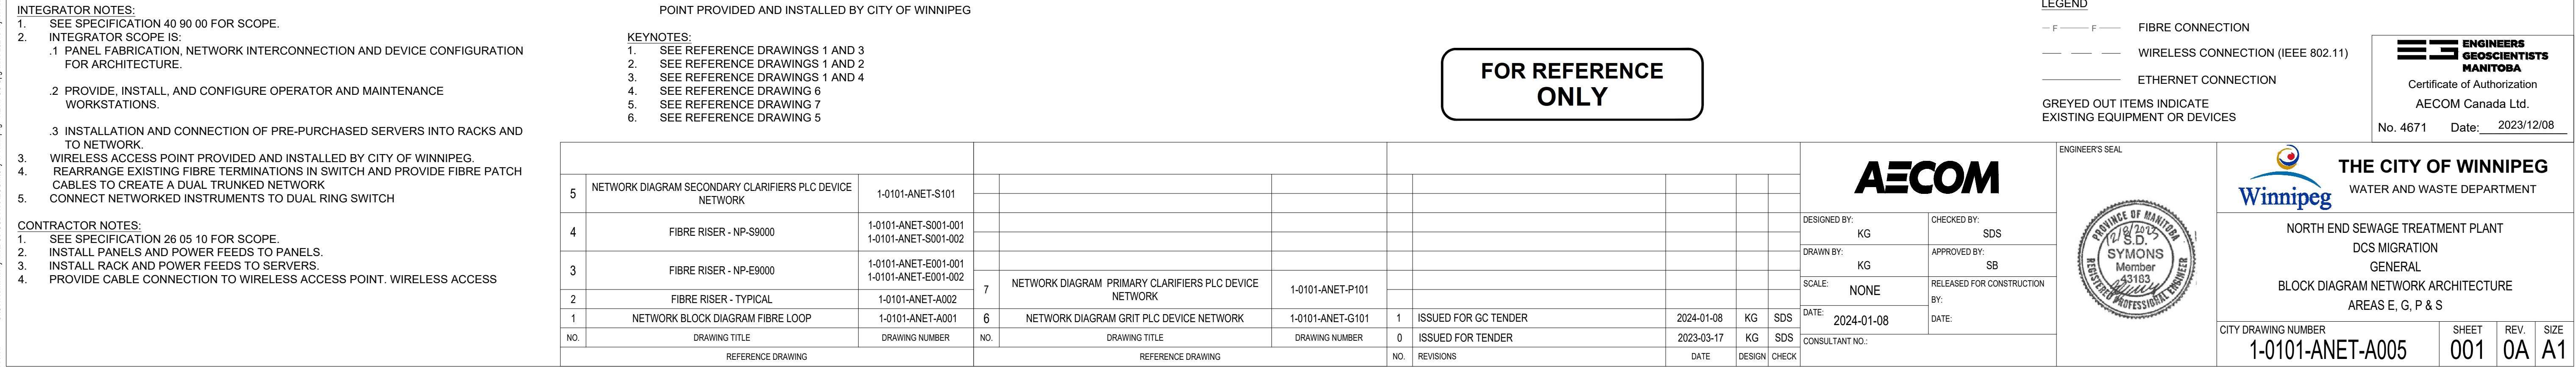 INTEGRATOR NOTES:
1. SEE SPECIFICATION 40 90 00 FOR SCOPE.
2. INTEGRATOR SCOPE IS:
.1 PANEL FABRICATION, NETWORK INTERCONNECTION AND DEVICE CONFIGURATION
FOR ARCHITECTURE.
.2 PROVIDE, INSTALL, AND CONFIGURE OPERATOR AND MAINTENANCE
WORKSTATIONS.
.3 INSTALLATION AND CONNECTION OF PRE-PURCHASED SERVERS INTO RACKS AND
TO NETWORK.
3. WIRELESS ACCESS POINT PROVIDED AND INSTALLED BY CITY OF WINNIPEG.
4. REARRANGE EXISTING FIBRE TERMINATIONS IN SWITCH AND PROVIDE FIBRE PATCH
CABLES TO CREATE A DUAL TRUNKED NETWORK
5. CONNECT NETWORKED INSTRUMENTS TO DUAL RING SWITCH
CONTRACTOR NOTES:
1. SEE SPECIFICATION 26 05 10 FOR SCOPE.
2. INSTALL PANELS AND POWER FEEDS TO PANELS.
3. INSTALL RACK AND POWER FEEDS TO SERVERS.
4. PROVIDE CABLE CONNECTION TO WIRELESS ACCESS POINT. WIRELESS ACCESS
POINT PROVIDED AND INSTALLED BY CITY OF WINNIPEG
KEYNOTES:
1. SEE REFERENCE DRAWINGS 1 AND 3
2. SEE REFERENCE DRAWINGS 1 AND 2
3. SEE REFERENCE DRAWINGS 1 AND 4
4. SEE REFERENCE DRAWING 6
5. SEE REFERENCE DRAWING 7
6. SEE REFERENCE DRAWING 5
FOR REFERENCE
ONLY
LEGEND
F F FIBRE CONNECTION
WIRELESS CONNECTION (IEEE 802.11)
ETHERNET CONNECTION
GREYED OUT ITEMS INDICATE
EXISTING EQUIPMENT OR DEVICES
ENGINEERS
GEOSCIENTISTS
MANITOBA
Certificate of Authorization
AECOM Canada Ltd.
No. 4671 Date: 2023/12/08
5 NETWORK DIAGRAM SECONDARY CLARIFIERS PLC DEVICE
NETWORK 1-0101-ANET-S101
4 FIBRE RISER - NP-S9000 1-0101-ANET-S001-001
1-0101-ANET-S001-002
3 FIBRE RISER - NP-E9000 1-0101-ANET-E001-001
1-0101-ANET-E001-002
2 FIBRE RISER - TYPICAL 1-0101-ANET-A002
1 NETWORK BLOCK DIAGRAM FIBRE LOOP 1-0101-ANET-A001
NO. DRAWING TITLE DRAWING NUMBER
REFERENCE DRAWING
7 NETWORK DIAGRAM PRIMARY CLARIFIERS PLC DEVICE
NETWORK 1-0101-ANET-P101
6 NETWORK DIAGRAM GRIT PLC DEVICE NETWORK 1-0101-ANET-G101
NO. DRAWING TITLE DRAWING NUMBER
REFERENCE DRAWING
1 ISSUED FOR GC TENDER 2024-01-08 KG SDS
0 ISSUED FOR TENDER 2023-03-17 KG SDS
NO. REVISIONS DATE DESIGN CHECK
AECOM
DESIGNED BY: KG
CHECKED BY: SDS
DRAWN BY: KG
APPROVED BY: SB
SCALE: NONE
RELEASED FOR CONSTRUCTION
BY:
DATE: 2024-01-08
DATE:
CONSULTANT NO.:
ENGINEER'S SEAL
PROVINCE OF MANITOBA
12/8/2023
S.D.
SYMONS
Member
43183
REGISTERED PROFESSIONAL ENGINEER
Winnipeg
THE CITY OF WINNIPEG
WATER AND WASTE DEPARTMENT
NORTH END SEWAGE TREATMENT PLANT
DCS MIGRATION
GENERAL
BLOCK DIAGRAM NETWORK ARCHITECTURE
AREAS E, G, P & S
CITY DRAWING NUMBER SHEET REV. SIZE
1-0101-ANET-A005 001 0A A1